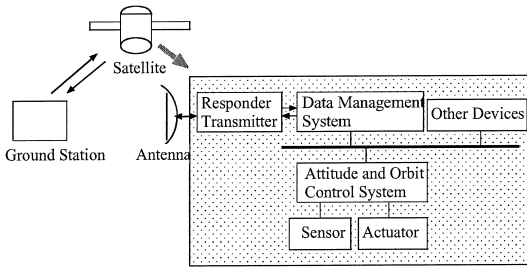 Satellite
Ground Station
Antenna
Responder
Transmitter
Data Management
System
Other Devices
Attitude and Orbit
Control System
Sensor
Actuator